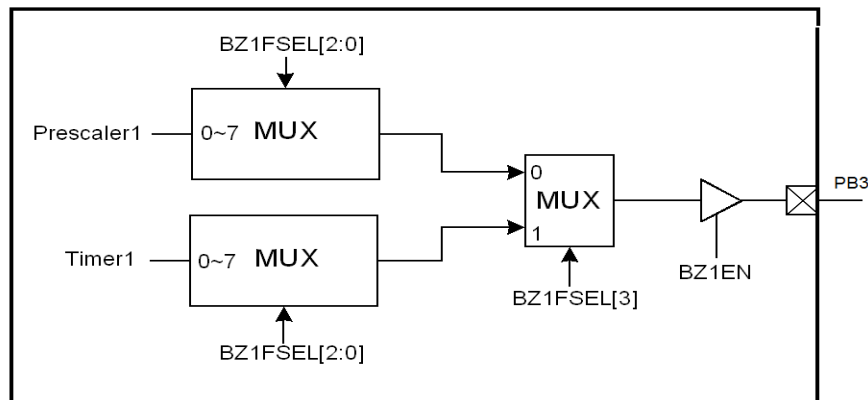 BZ1FSEL[2:0]
Prescaler1
0~7 MUX
0
MUX
1
PB3
Timer1
0~7 MUX
BZ1FSEL[3]
BZ1EN
BZ1FSEL[2:0]